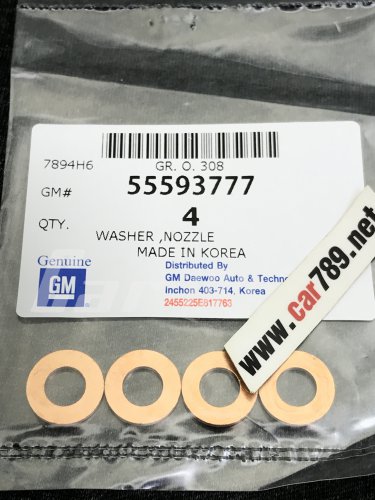 7894H6
GR. O. 308
GM#
55593777
QTY.
4
WASHER ,NOZZLE
MADE IN KOREA
Genuine
GM
Distributed By
GM Daewoo Auto & Techno
Inchon 403-714, Korea
2455225E817763
www.car789.net